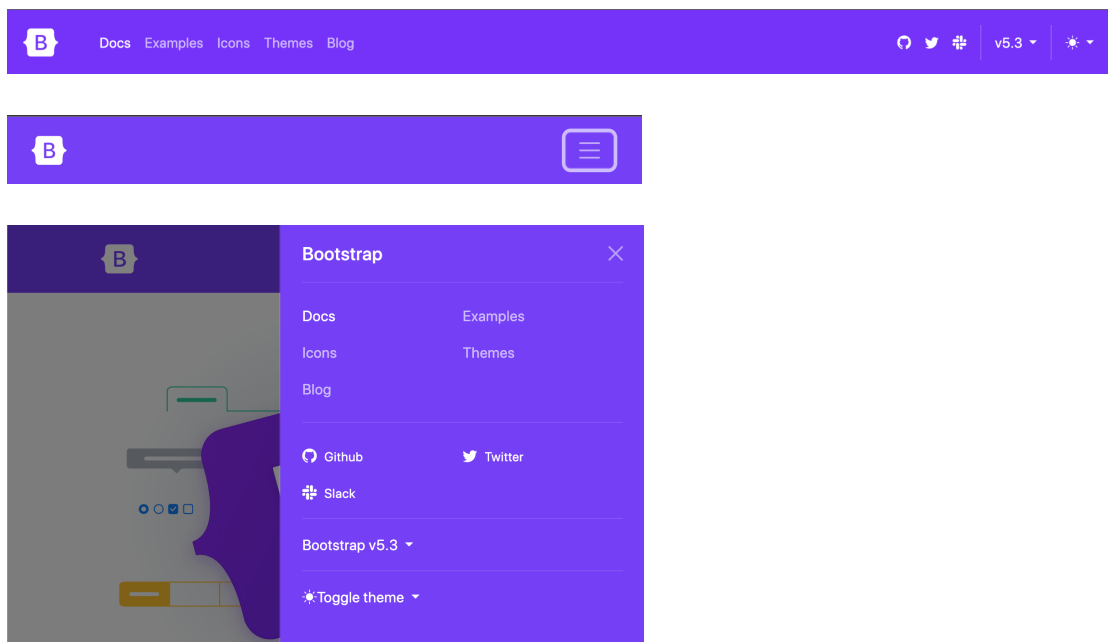 B Docs Examples Icons Themes Blog v5.3
B
B
Bootstrap
Docs Examples
Icons Themes
Blog
Github Twitter
Slack
Bootstrap v5.3
Toggle theme